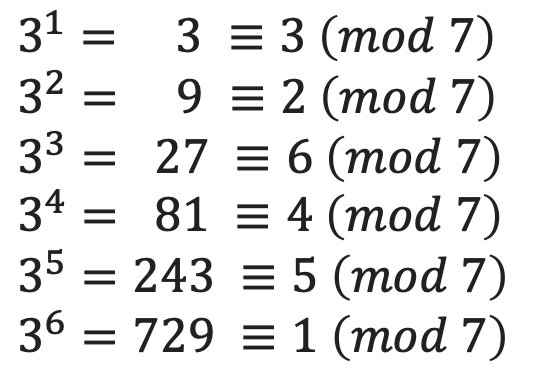 3¹ = 3 ≡ 3 (mod 7)
3² = 9 ≡ 2 (mod 7)
3³ = 27 ≡ 6 (mod 7)
3⁴ = 81 ≡ 4 (mod 7)
3⁵ = 243 ≡ 5 (mod 7)
3⁶ = 729 ≡ 1 (mod 7)